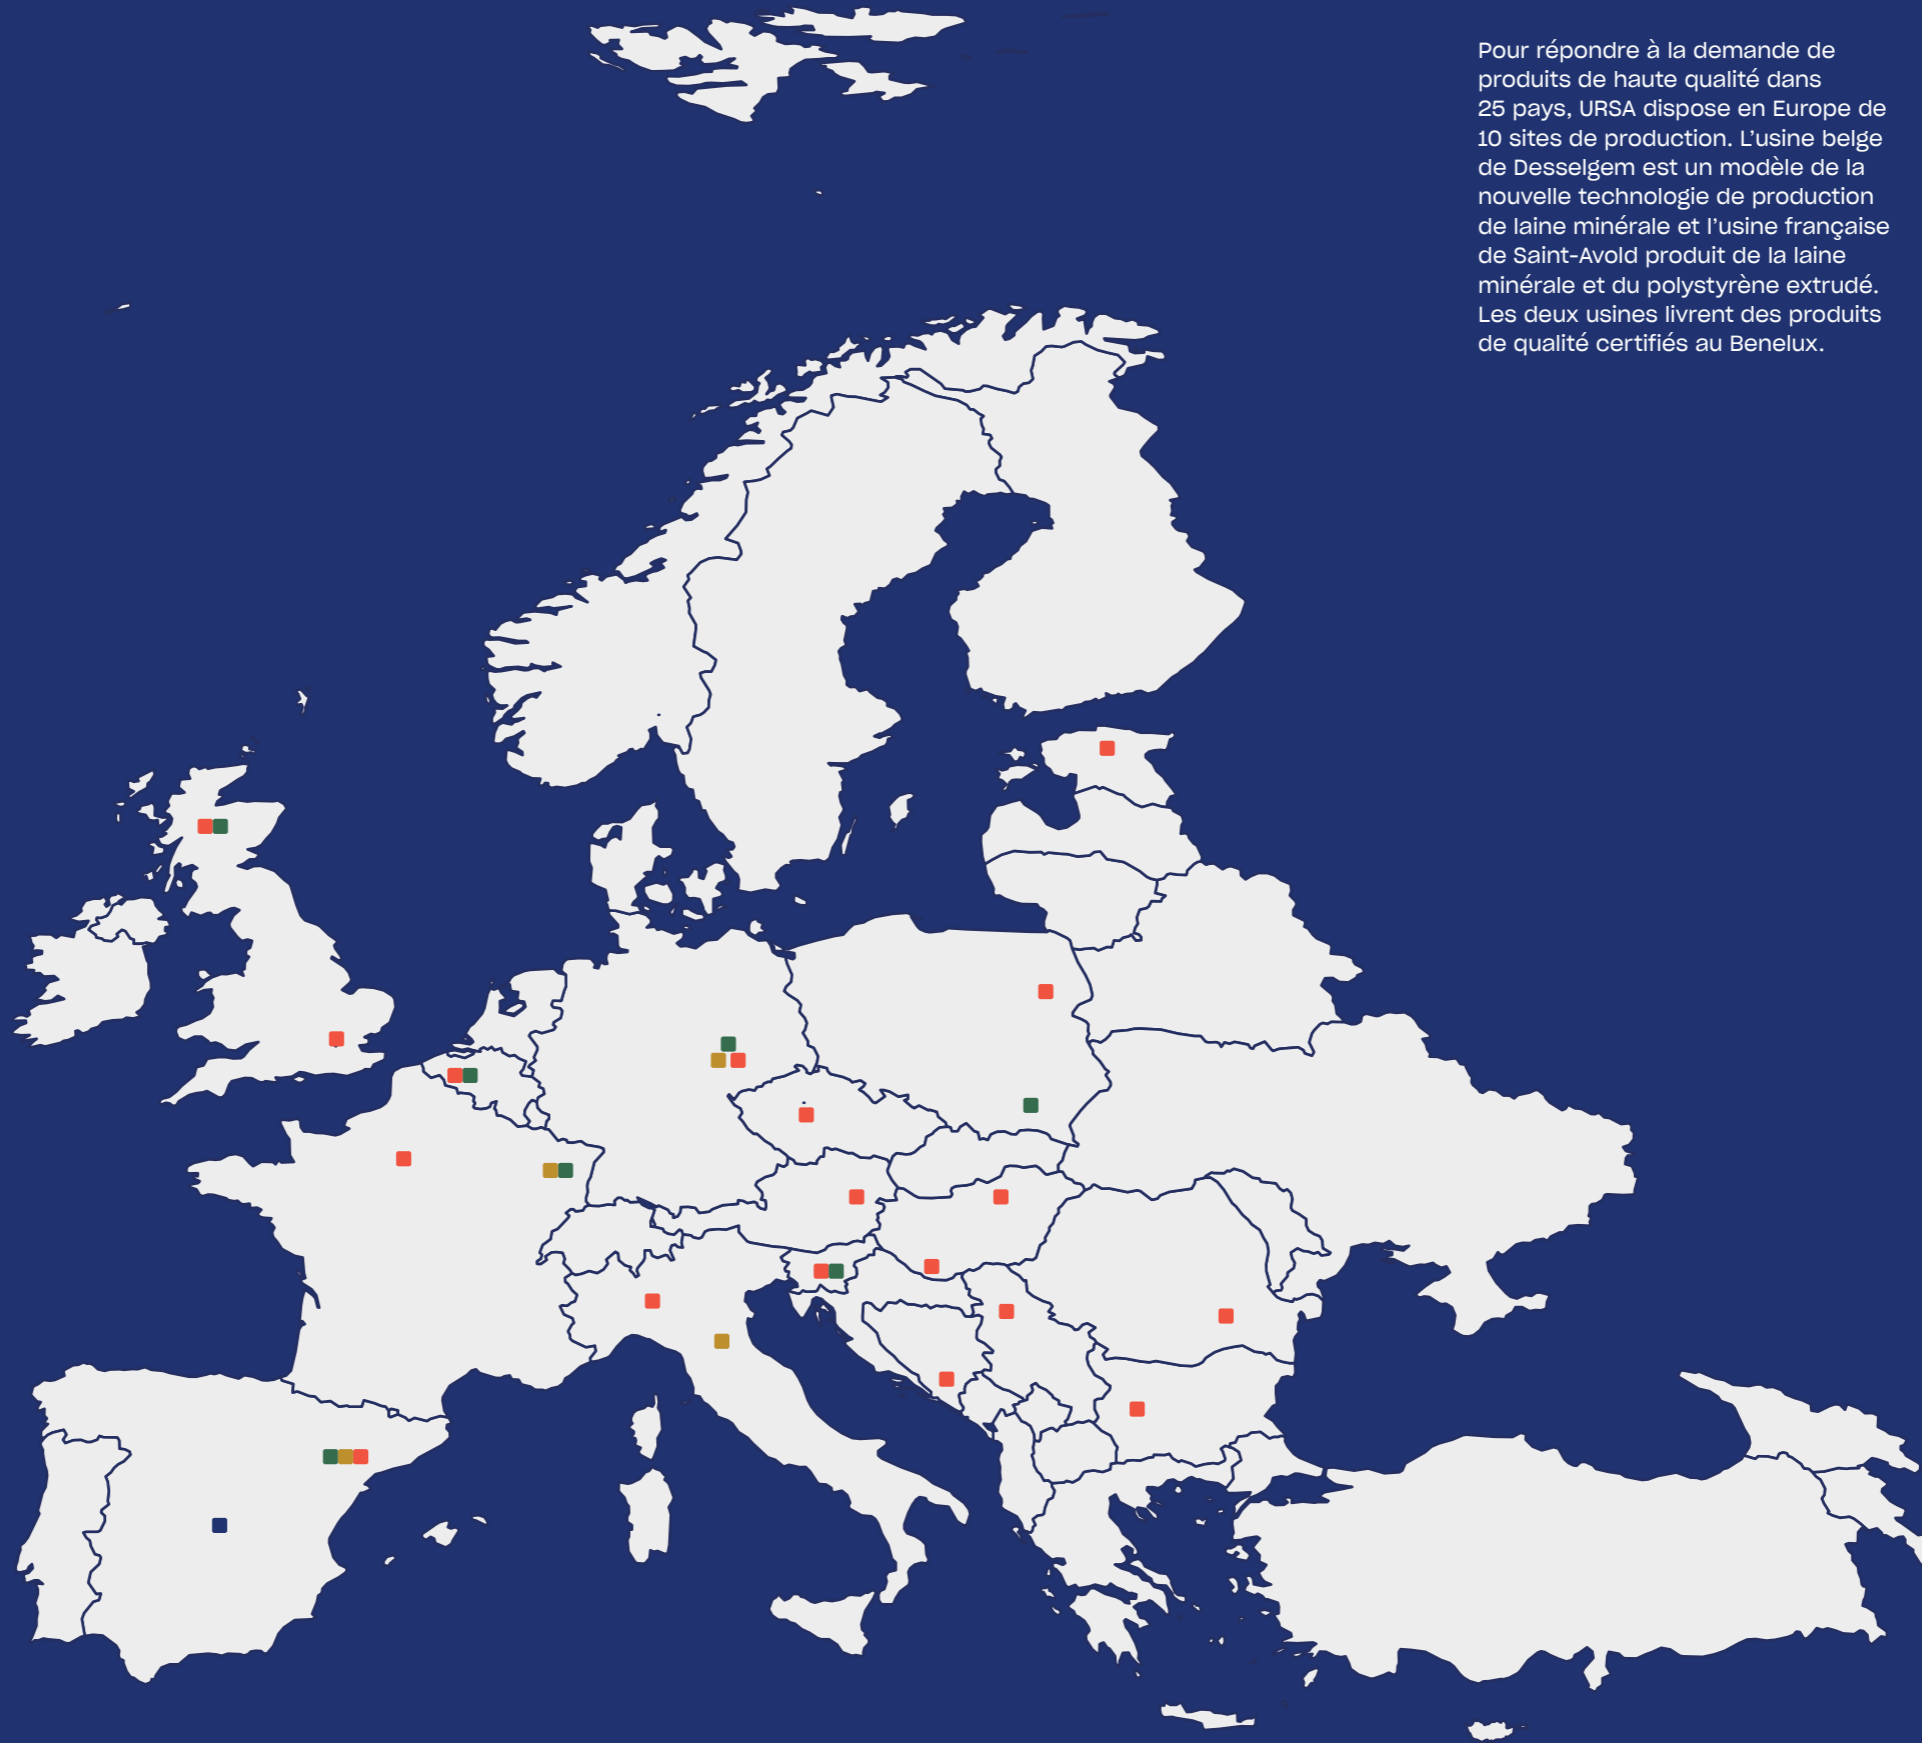 Pour répondre à la demande de
produits de haute qualité dans
25 pays, URSA dispose en Europe de
10 sites de production. L’usine belge
de Desselgem est un modèle de la
nouvelle technologie de production
de laine minérale et l’usine française
de Saint-Avold produit de la laine
minérale et du polystyrène extrudé.
Les deux usines livrent des produits
de qualité certifiés au Benelux.